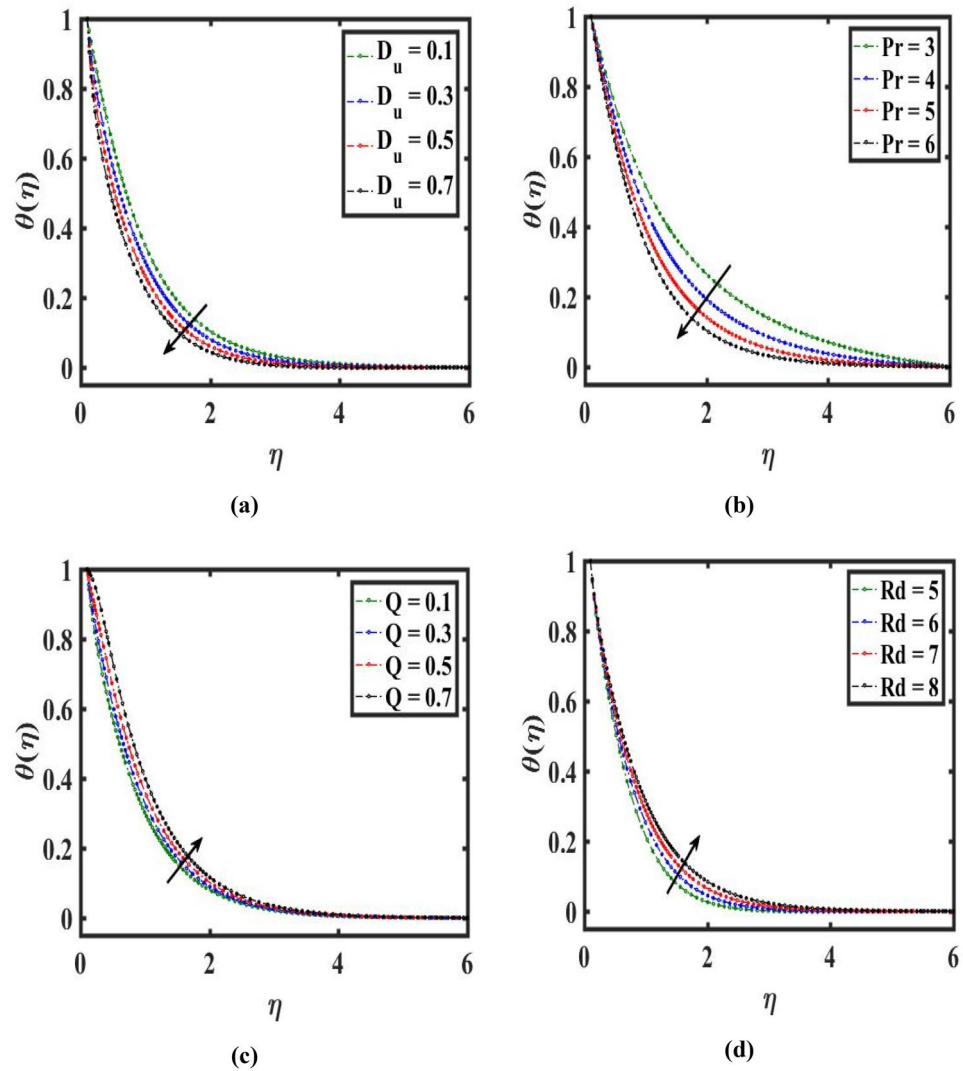 1
0.8
0.6
0.4
0.2
0
0 2 4 6
θ(η)
η
D_u = 0.1
D_u = 0.3
D_u = 0.5
D_u = 0.7
(a)
1
0.8
0.6
0.4
0.2
0
0 2 4 6
θ(η)
η
Pr = 3
Pr = 4
Pr = 5
Pr = 6
(b)
1
0.8
0.6
0.4
0.2
0
0 2 4 6
θ(η)
η
Q = 0.1
Q = 0.3
Q = 0.5
Q = 0.7
(c)
1
0.8
0.6
0.4
0.2
0
0 2 4 6
θ(η)
η
Rd = 5
Rd = 6
Rd = 7
Rd = 8
(d)